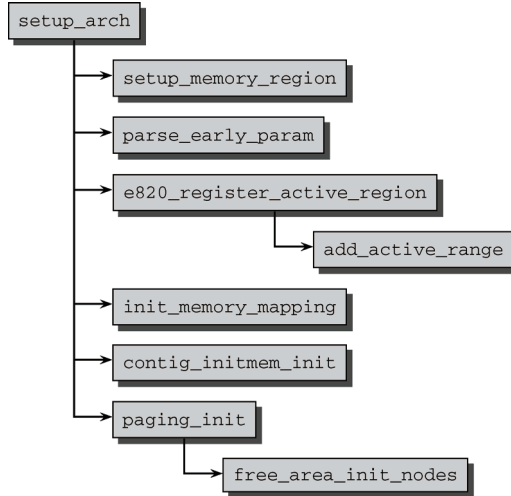 setup_arch
setup_memory_region
parse_early_param
e820_register_active_region
add_active_range
init_memory_mapping
contig_initmem_init
paging_init
free_area_init_nodes